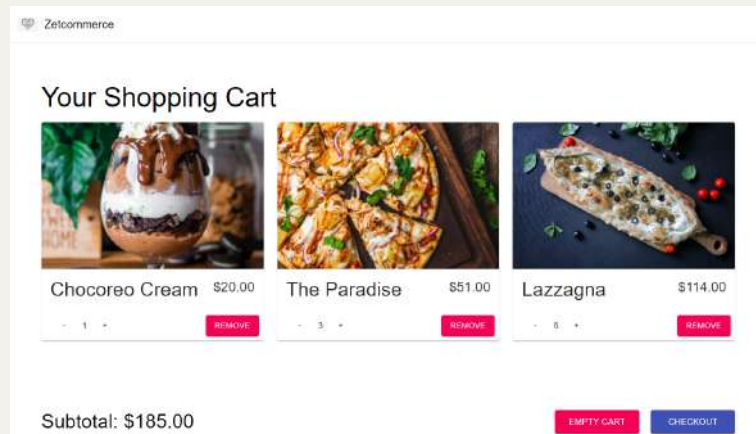 Zetcommerce
Your Shopping Cart
HOME
Chocoreo Cream $20.00
- 1 +
REMOVE
The Paradise $51.00
- 3 +
REMOVE
Lazzagna $114.00
- 6 +
REMOVE
Subtotal: $185.00
EMPTY CART
CHECKOUT